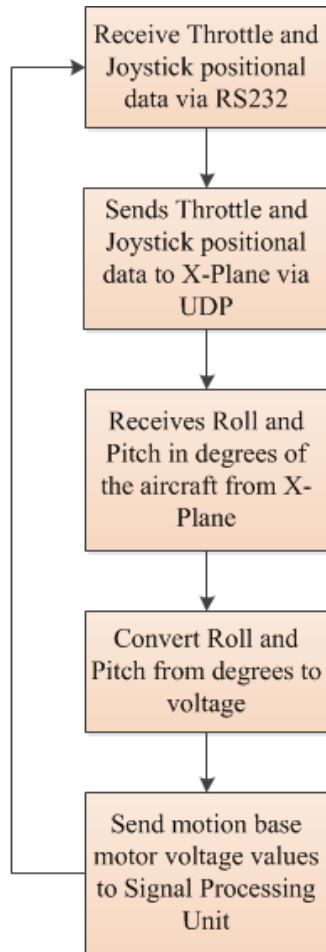 Receive Throttle and
Joystick positional
data via RS232
Sends Throttle and
Joystick positional
data to X-Plane via
UDP
Receives Roll and
Pitch in degrees of
the aircraft from X-
Plane
Convert Roll and
Pitch from degrees to
voltage
Send motion base
motor voltage values
to Signal Processing
Unit